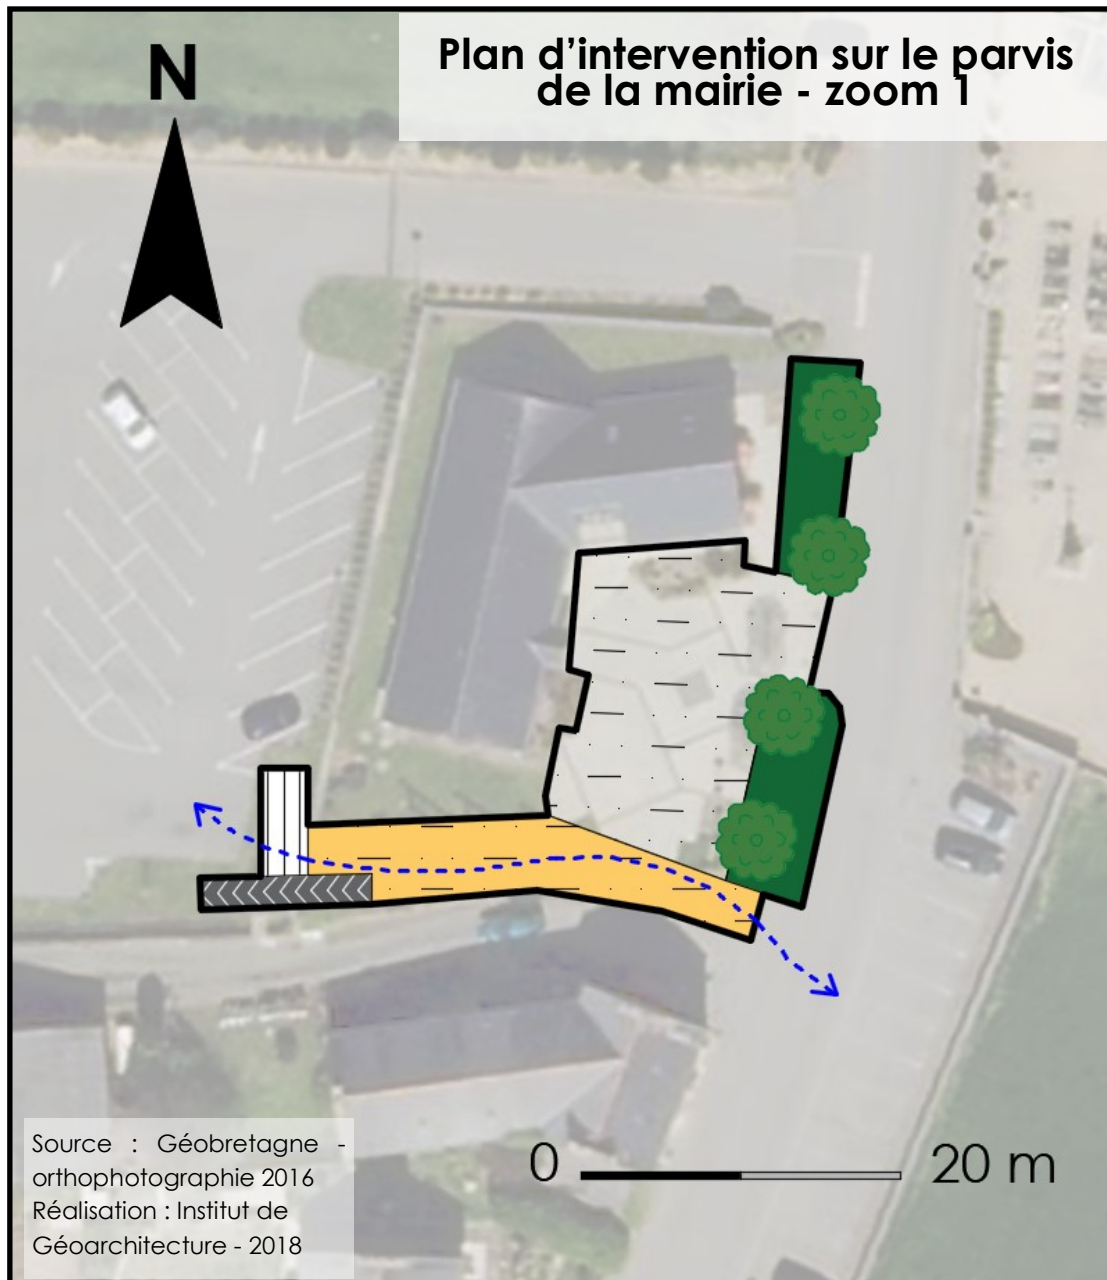 Plan d’intervention sur le parvis
de la mairie - zoom 1
N
0 20 m
Source : Géobretagne -
orthophotographie 2016
Réalisation : Institut de
Géoarchitecture - 2018